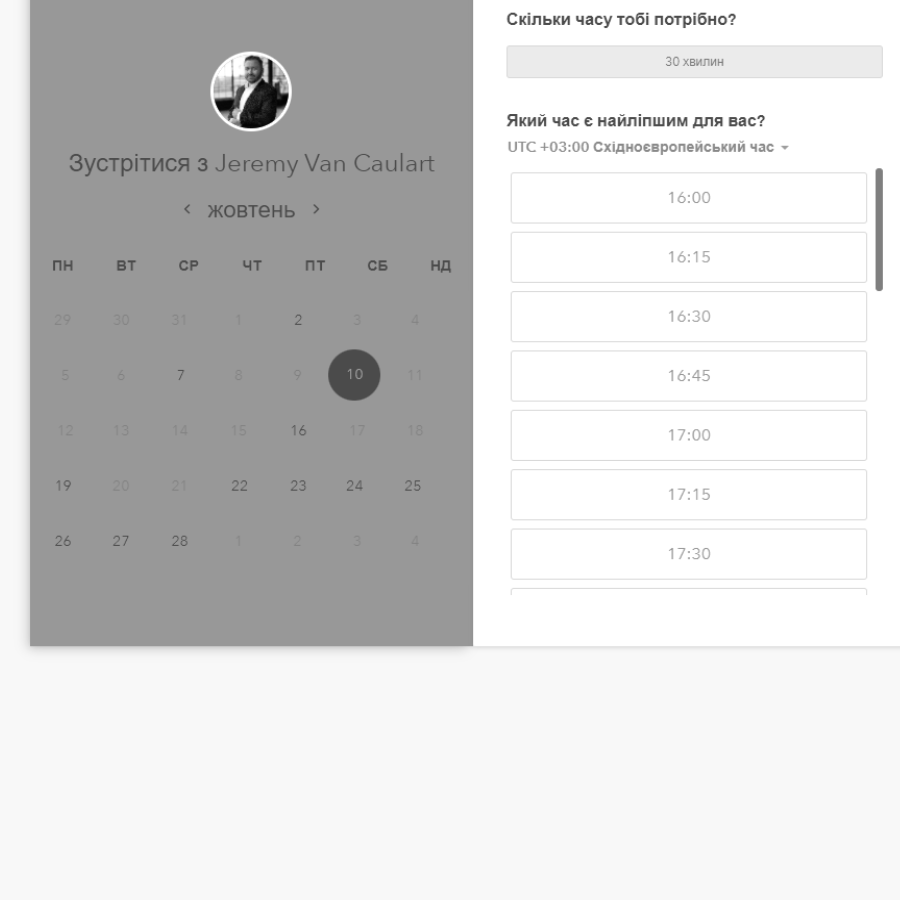 Зустрітися з Jeremy Van Caulart
жовтень
ПН ВТ СР ЧТ ПТ СБ НД
29 30 31 1 2 3 4
5 6 7 8 9 10 11
12 13 14 15 16 17 18
19 20 21 22 23 24 25
26 27 28 1 2 3 4
Скільки часу тобі потрібно?
30 хвилин
Який час є найліпшим для вас?
UTC +03:00 Східноєвропейський час
16:00
16:15
16:30
16:45
17:00
17:15
17:30